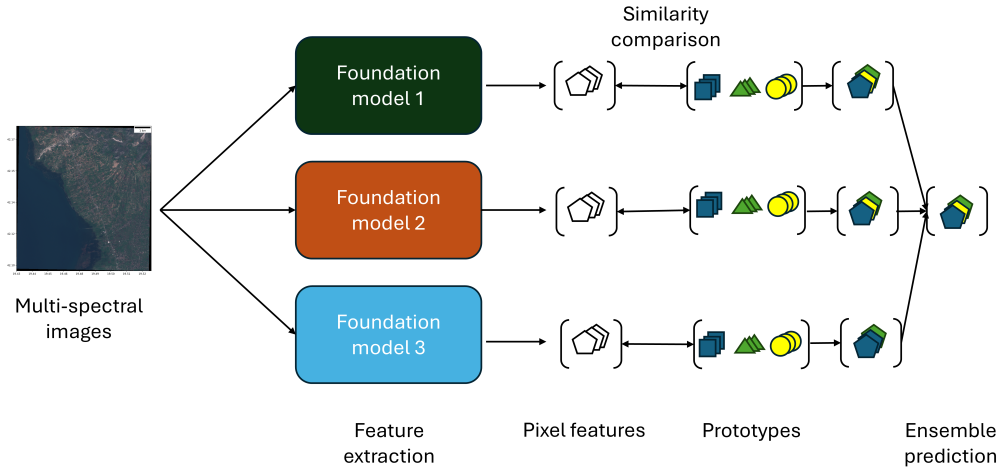 Similarity
comparison
Foundation
model 1
Foundation
model 2
Foundation
model 3
Multi-spectral
images
Feature
extraction
Pixel features
Prototypes
Ensemble
prediction